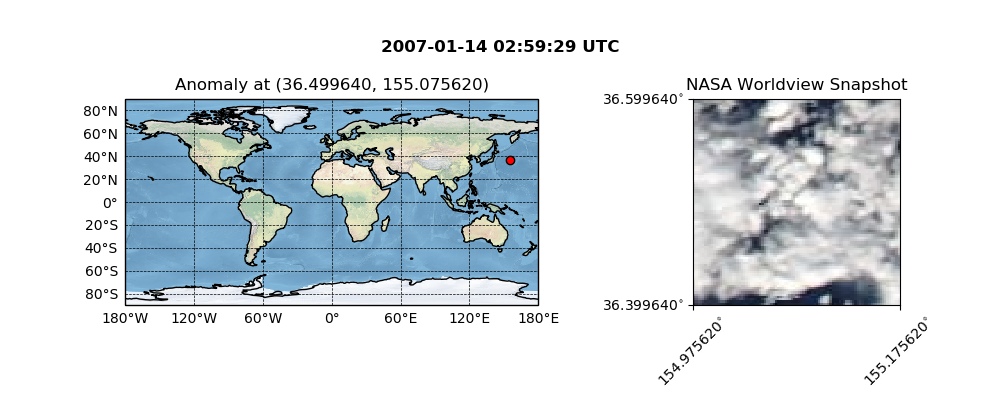 2007-01-14 02:59:29 UTC
Anomaly at (36.499640, 155.075620)
80°N
60°N
40°N
20°N
0°
20°S
40°S
60°S
80°S
180°W 120°W 60°W 0° 60°E 120°E 180°E
NASA Worldview Snapshot
36.599640°
36.399640°
154.975620°
155.175620°